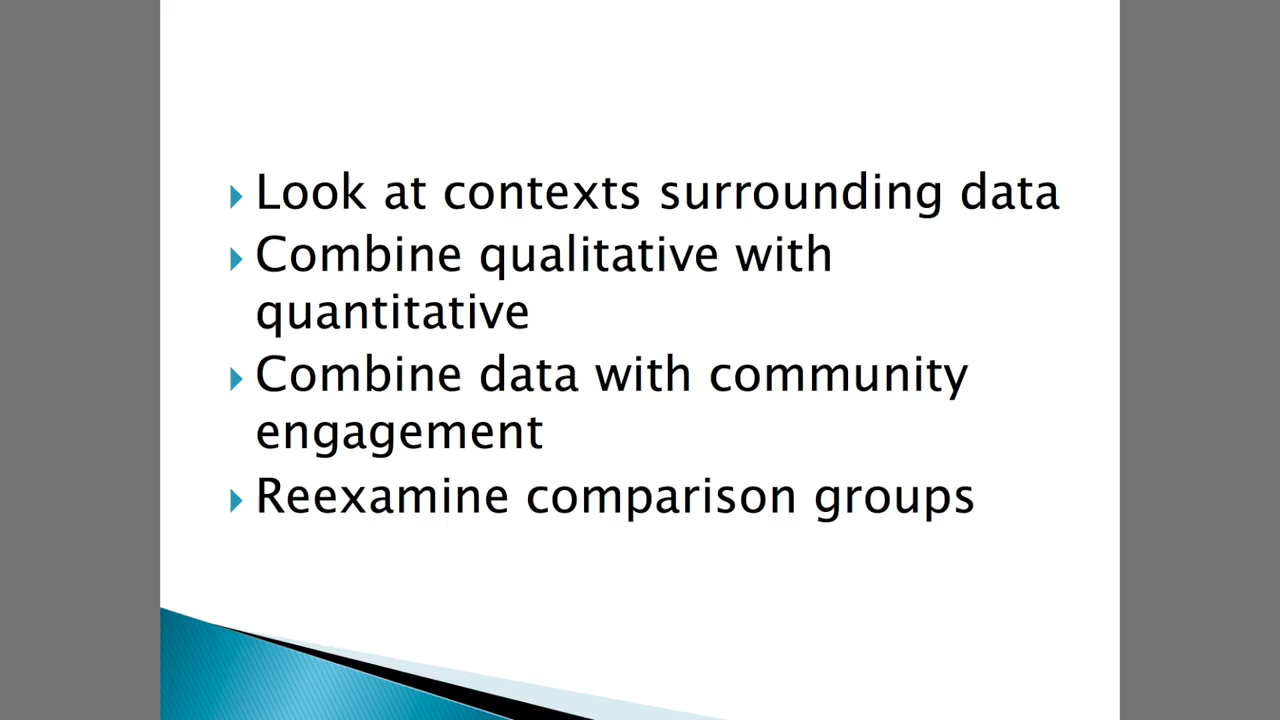 Look at contexts surrounding data
Combine qualitative with
quantitative
Combine data with community
engagement
Reexamine comparison groups